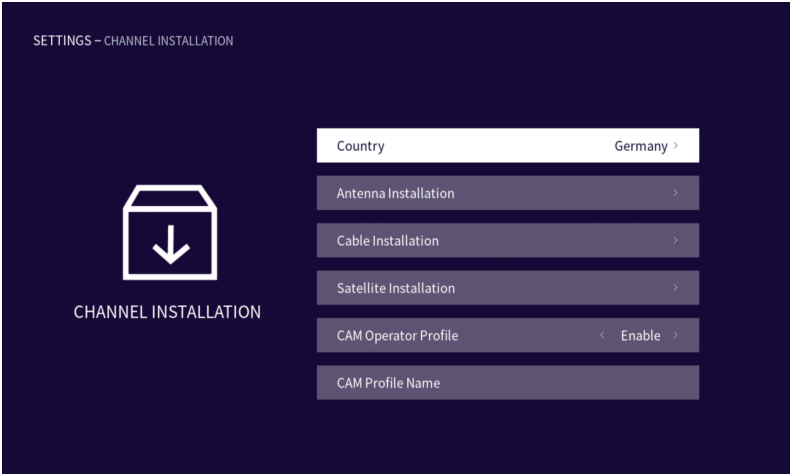 SETTINGS – CHANNEL INSTALLATION
CHANNEL INSTALLATION
Country Germany >
Antenna Installation >
Cable Installation >
Satellite Installation >
CAM Operator Profile < Enable >
CAM Profile Name